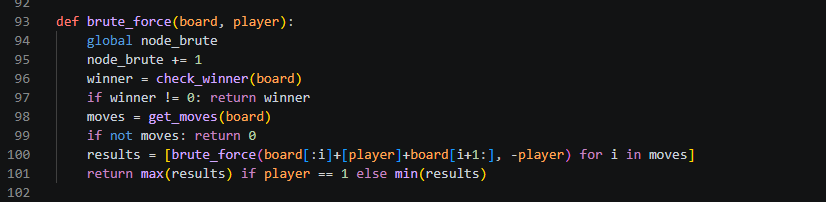 92
93 def brute_force(board, player):
94     global node_brute
95     node_brute += 1
96     winner = check_winner(board)
97     if winner != 0: return winner
98     moves = get_moves(board)
99     if not moves: return 0
100     results = [brute_force(board[:i]+[player]+board[i+1:], -player) for i in moves]
101     return max(results) if player == 1 else min(results)
102